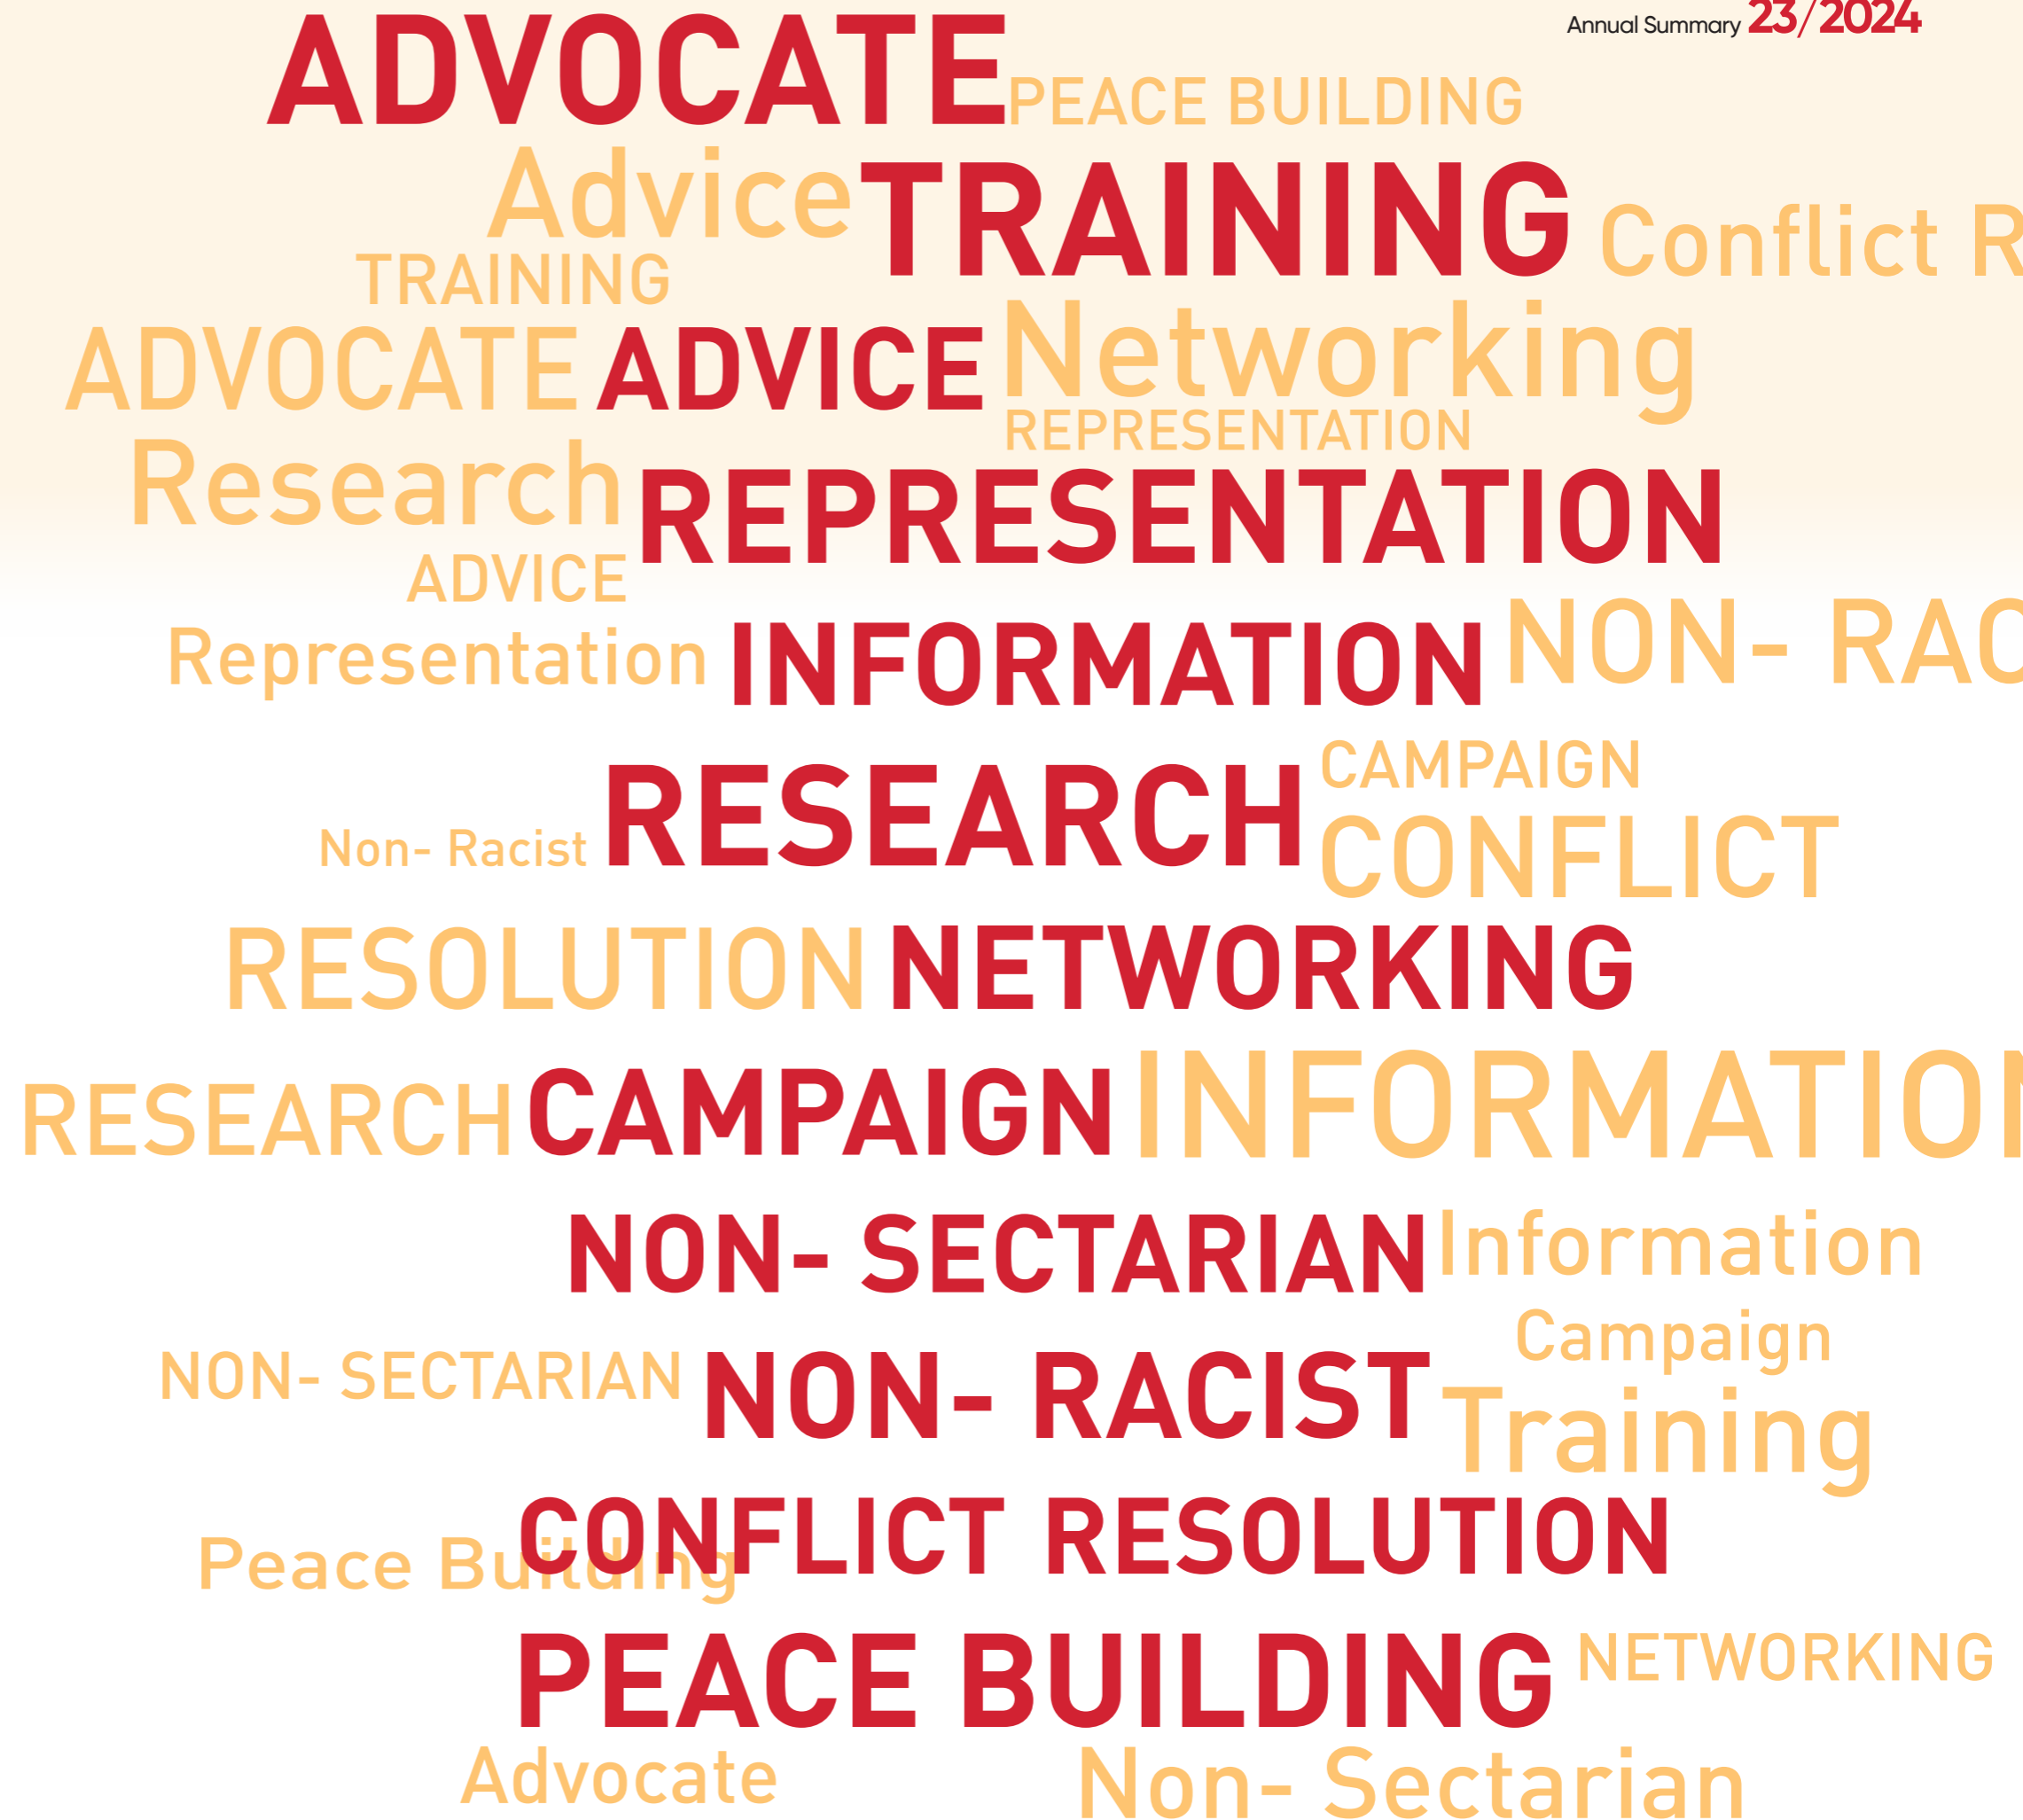 Annual Summary 23/2024
ADVOCATE PEACE BUILDING
Advice TRAINING Conflict R
TRAINING
ADVOCATE ADVICE Networking
REPRESENTATION
Research REPRESENTATION
ADVICE
Representation INFORMATION NON- RAC
CAMPAIGN
Non- Racist RESEARCH CONFLICT
RESOLUTION NETWORKING
RESEARCH CAMPAIGN INFORMATION
NON- SECTARIAN Information
Campaign
NON- SECTARIAN NON- RACIST Training
CONFLICT RESOLUTION
Peace Building
PEACE BUILDING NETWORKING
Advocate Non- Sectarian